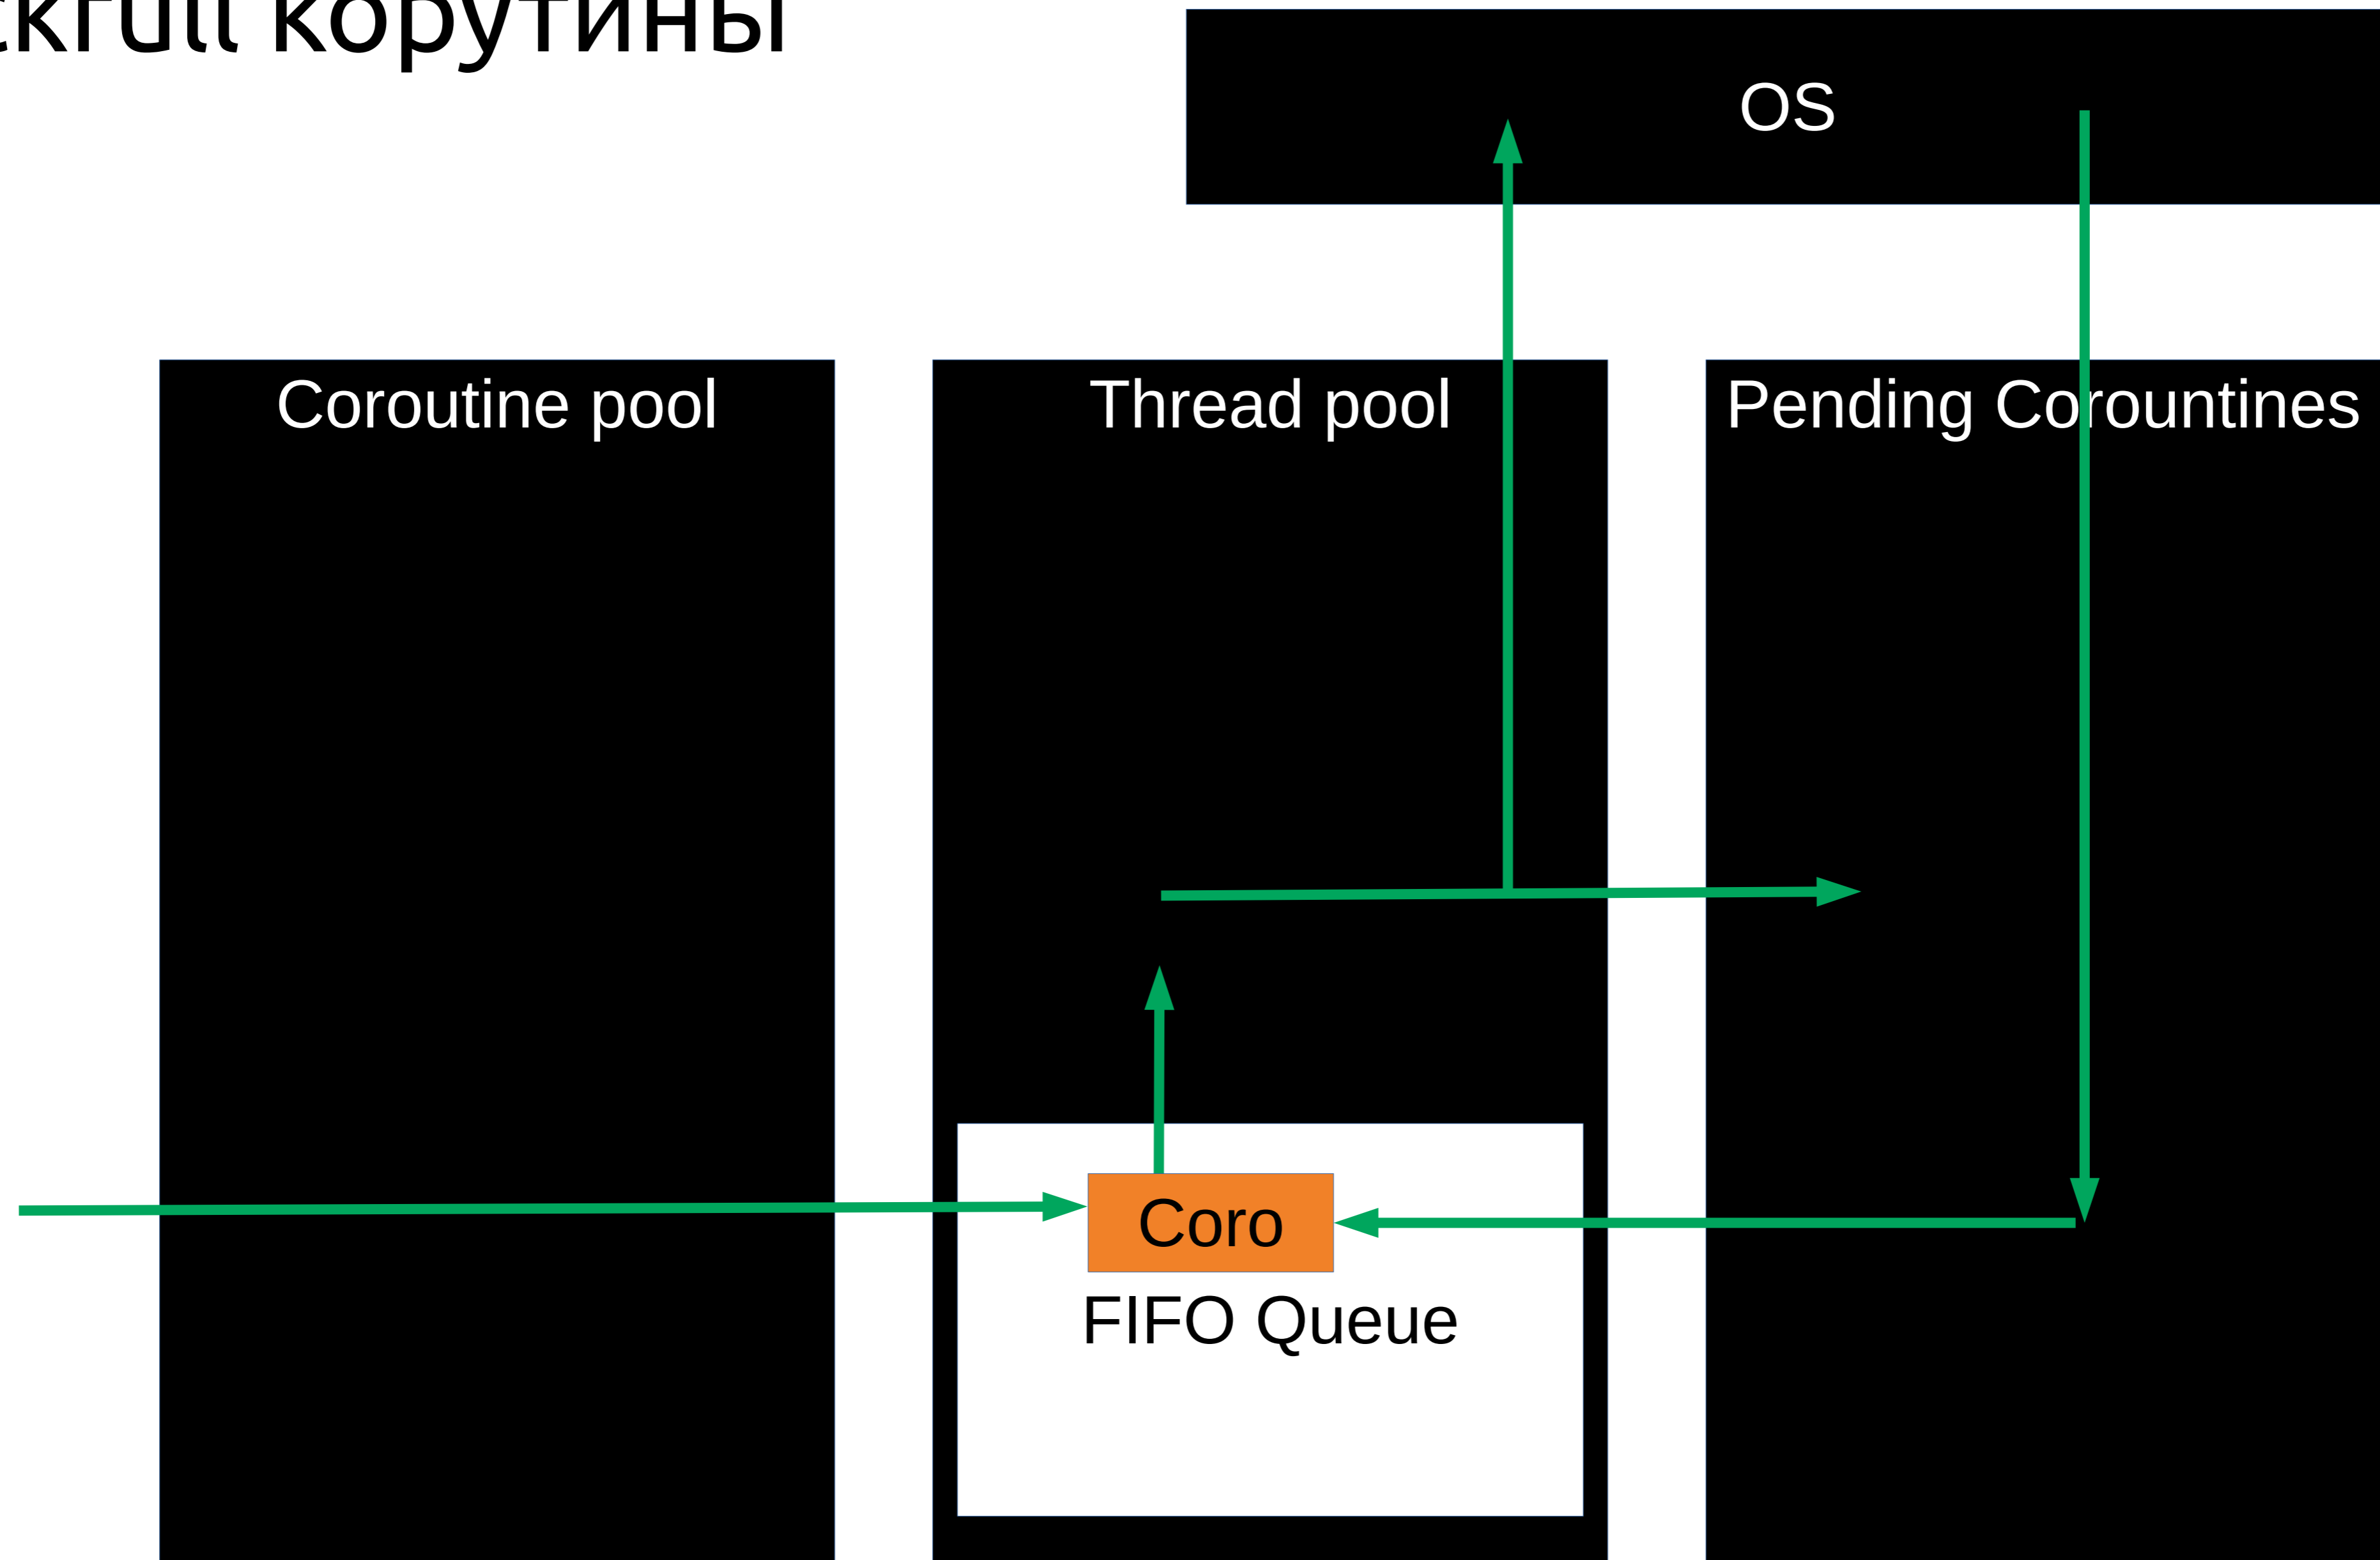 корутины
OS
Coroutine pool
Thread pool
Pending Corountines
Coro
FIFO Queue